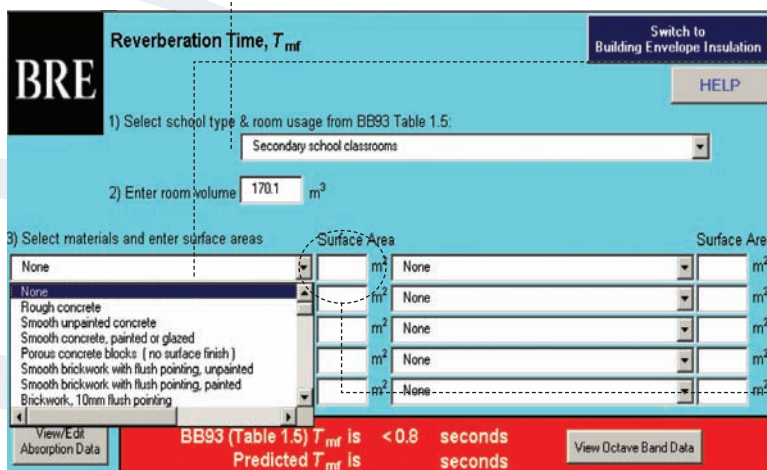 Reverberation Time, Tmf
Switch to
Building Envelope Insulation
BRE
HELP
1) Select school type & room usage from BB93 Table 1.5:
Secondary school classrooms
2) Enter room volume 170.1 m³
3) Select materials and enter surface areas Surface Area Surface Are
None m² None m²
None m² None m²
Rough concrete
Smooth unpainted concrete m² None m²
Smooth concrete, painted or glazed
Porous concrete blocks ( no surface finish ) m² None m²
Smooth brickwork with flush pointing, unpainted
Smooth brickwork with flush pointing, painted
Brickwork, 10mm flush pointing m² None m²
View/Edit
Absorption Data
BB93 (Table 1.5) Tmf is <0.8 seconds
Predicted Tmf is seconds
View Octave Band Data